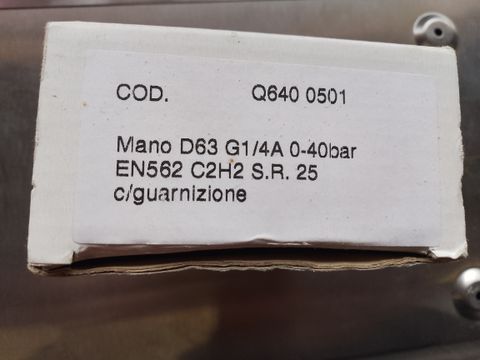 COD. Q640 0501
Mano D63 G1/4A 0-40bar
EN562 C2H2 S.R. 25
c/guarnizione